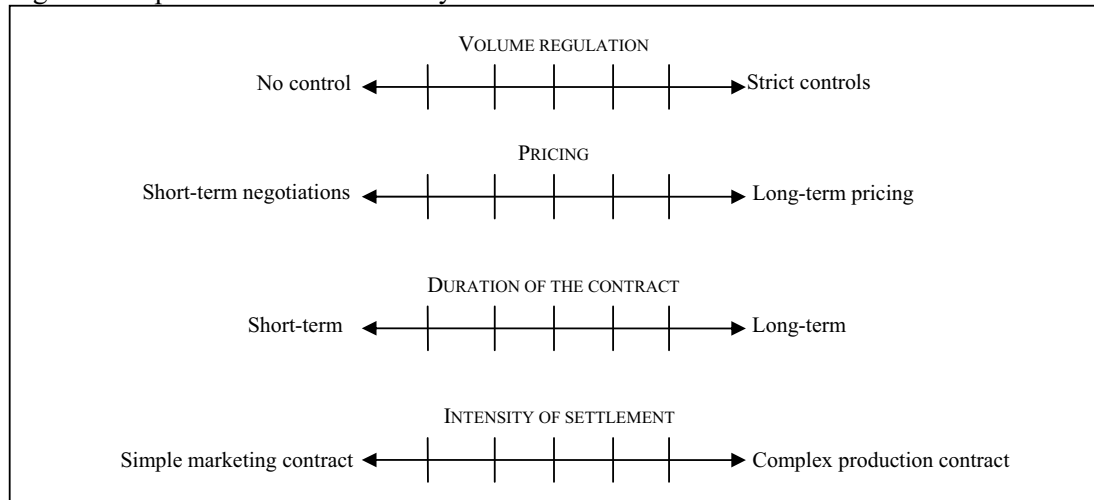 VOLUME REGULATION
No control Strict controls
PRICING
Short-term negotiations Long-term pricing
DURATION OF THE CONTRACT
Short-term Long-term
INTENSITY OF SETTLEMENT
Simple marketing contract Complex production contract